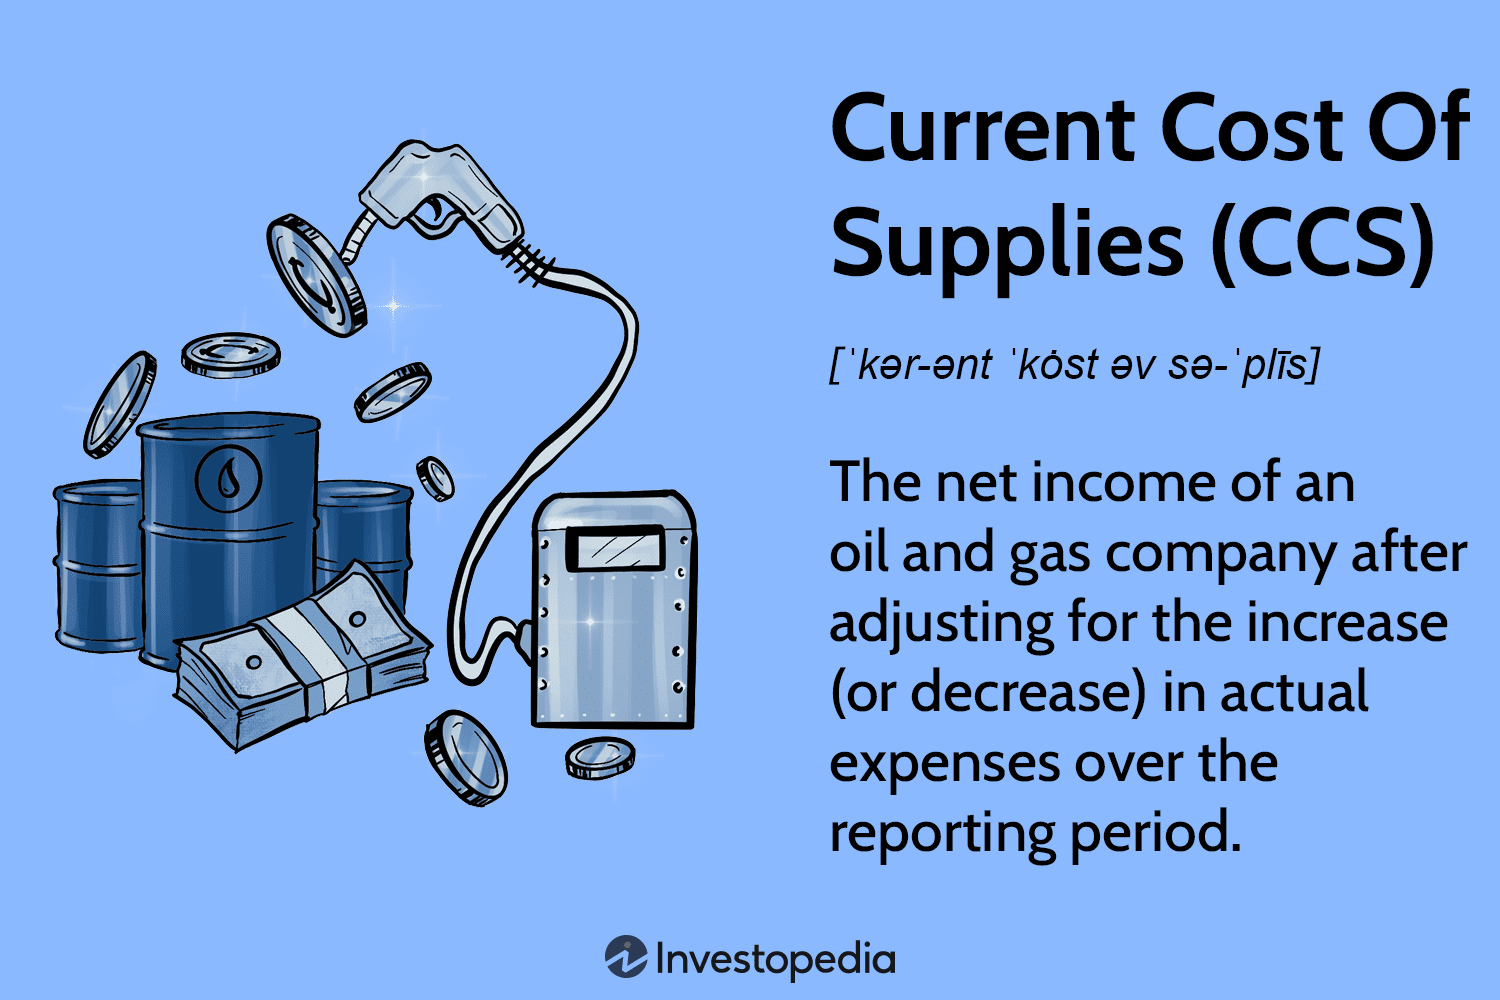 Current Cost Of
Supplies (CCS)
[ˈkər-ənt ˈkȯst əv sə-ˈplīs]
The net income of an
oil and gas company after
adjusting for the increase
(or decrease) in actual
expenses over the
reporting period.
Investopedia